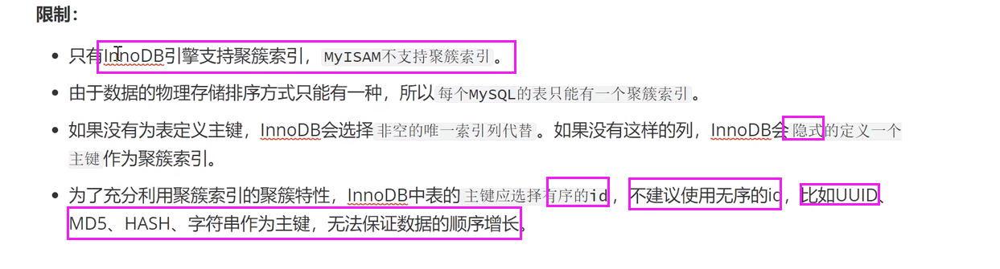 限制：
只有InnoDB引擎支持聚簇索引，MyISAM不支持聚簇索引。
由于数据的物理存储排序方式只能有一种，所以每个MySQL的表只能有一个聚簇索引。
如果没有为表定义主键，InnoDB会选择非空的唯一索引列代替。如果没有这样的列，InnoDB会隐式的定义一个
主键作为聚簇索引。
为了充分利用聚簇索引的聚簇特性，InnoDB中表的主键应选择有序的id，不建议使用无序的id，比如UUID、
MD5、HASH、字符串作为主键，无法保证数据的顺序增长。